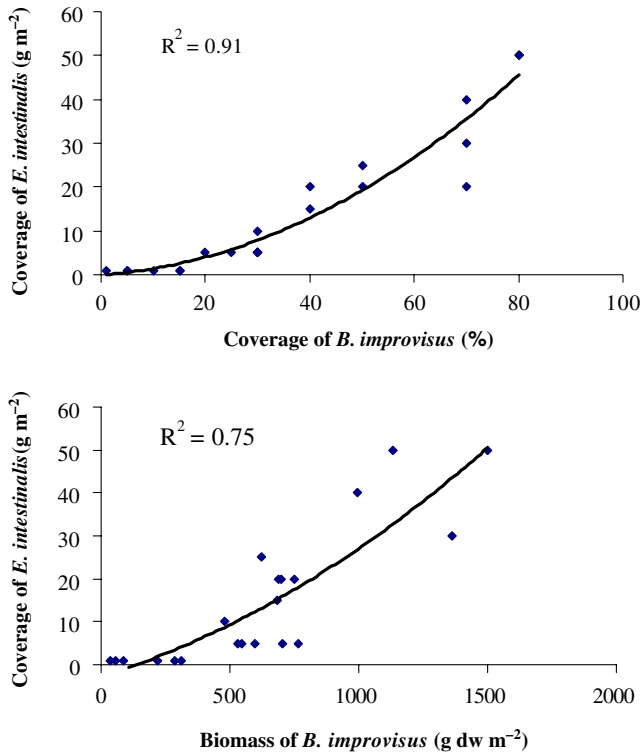 Coverage of E. intestinalis (g m−2)
60
50
40
30
20
10
0
R2 = 0.91
0 20 40 60 80 100
Coverage of B. improvisus (%)
Coverage of E. intestinalis(g m−2)
60
50
40
30
20
10
0
R2 = 0.75
0 500 1000 1500 2000
Biomass of B. improvisus (g dw m−2)